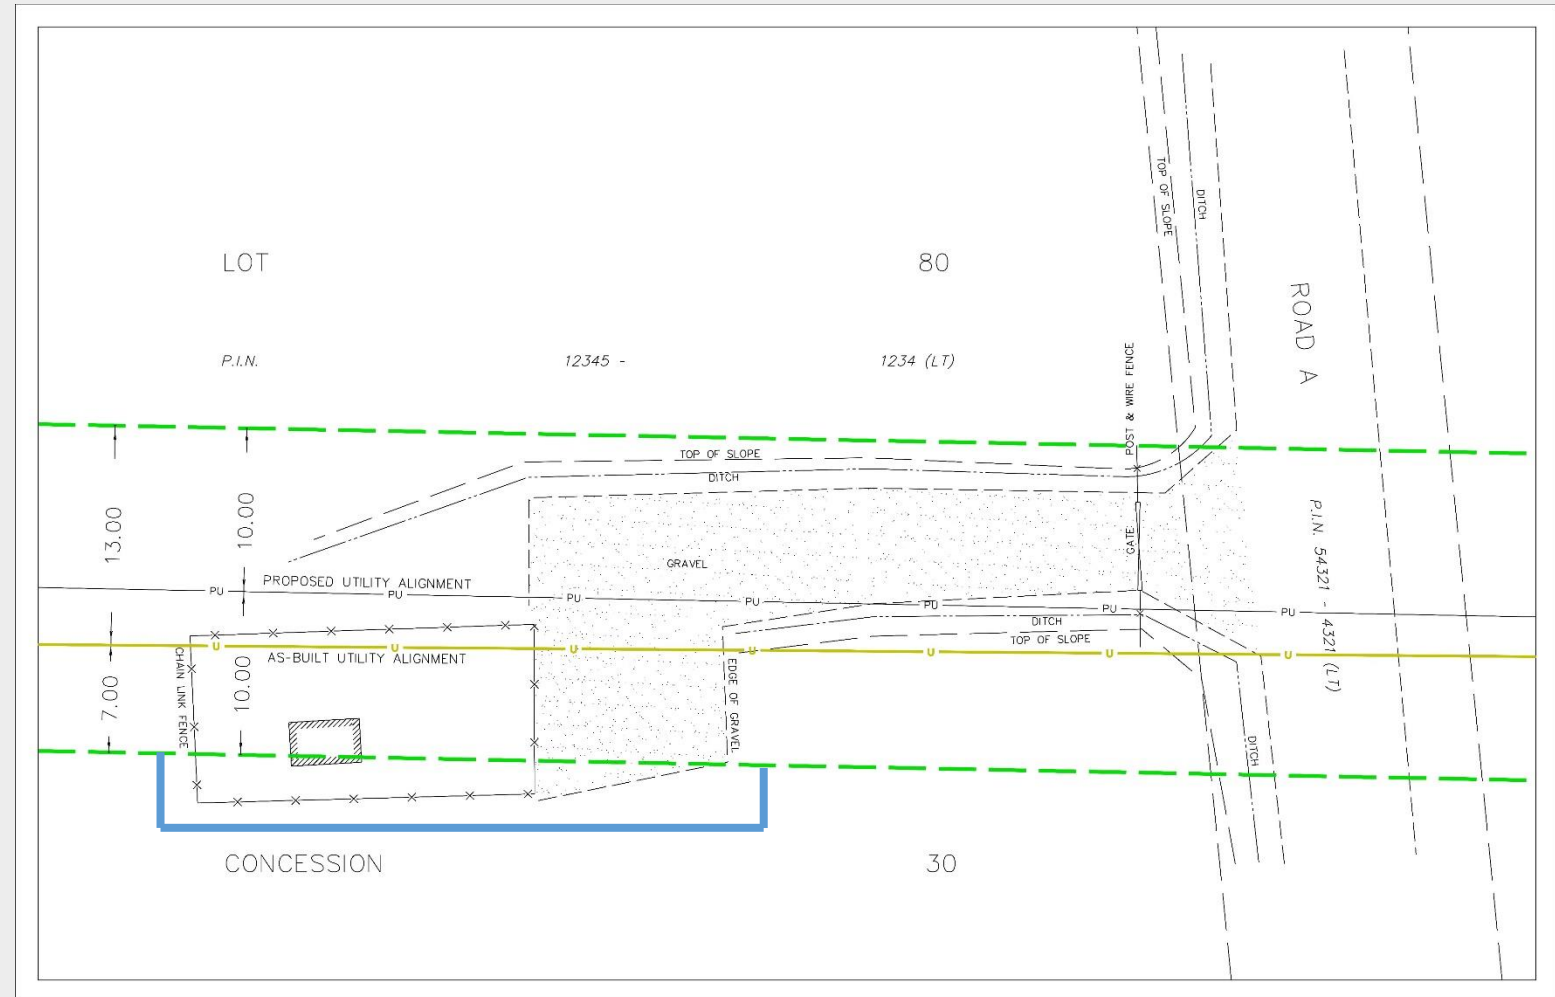 TOP OF SLOPE
DITCH
LOT
80
ROAD A
P.I.N.
12345 -
1234 (LT)
POST & WIRE FENCE
TOP OF SLOPE
DITCH
13.00
10.00
GATE
GRAVEL
P.I.N. 54321 - 4321 (LT)
PROPOSED UTILITY ALIGNMENT
PU
PU
PU
PU
PU
PU
PU
DITCH
TOP OF SLOPE
U
U
U
U
U
U
U
AS-BUILT UTILITY ALIGNMENT
CHAIN LINK FENCE
7.00
10.00
EDGE OF GRAVEL
DITCH
CONCESSION
30